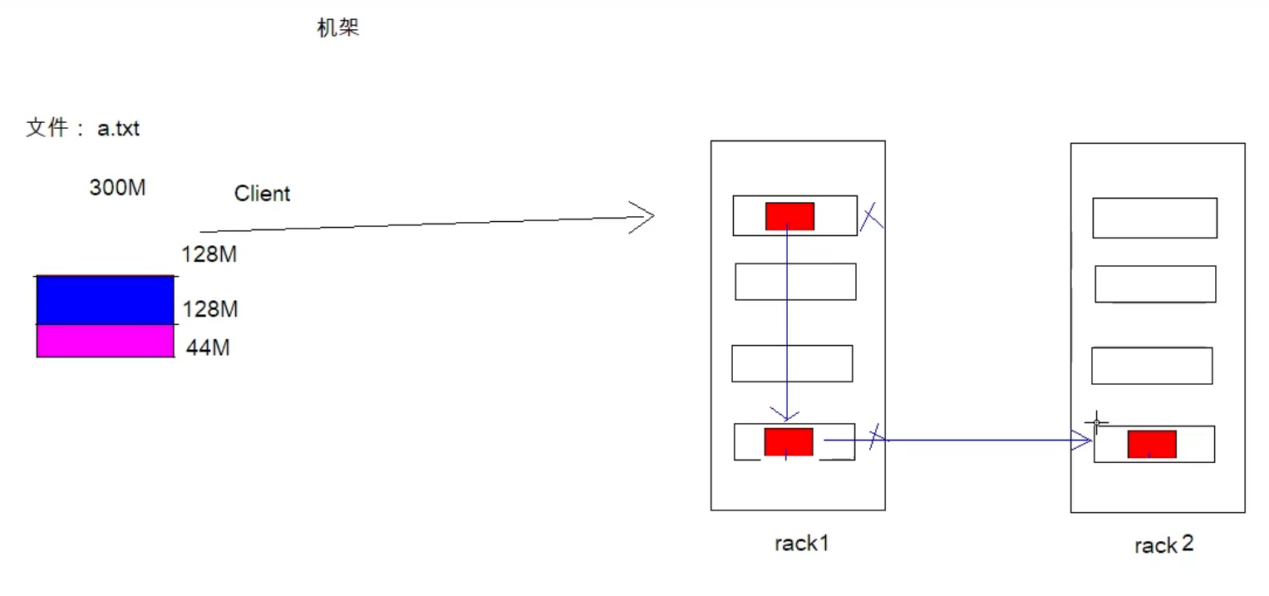 机架
文件： a.txt
300M
Client
128M
128M
44M
rack1
rack 2